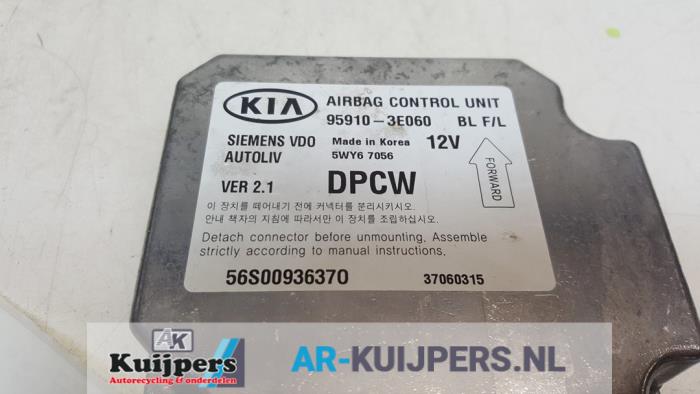 KIA AIRBAG CONTROL UNIT
95910-3E060 BL F/L
SIEMENS VDO Made in Korea 12V
AUTOLIV 5WY6 7056
FORWARD
VER 2.1 DPCW
이 장치를 떼어내기 전에 커넥터를 분리시키시오.
안내 책자의 지침에 따라서만 이 장치를 조립하십시오.
Detach connector before unmounting. Assemble
strictly according to manual instructions.
56S00936370 37060315
AK
Kuijpers
Autorecycling & onderdelen
AR-KUIJPERS.NL